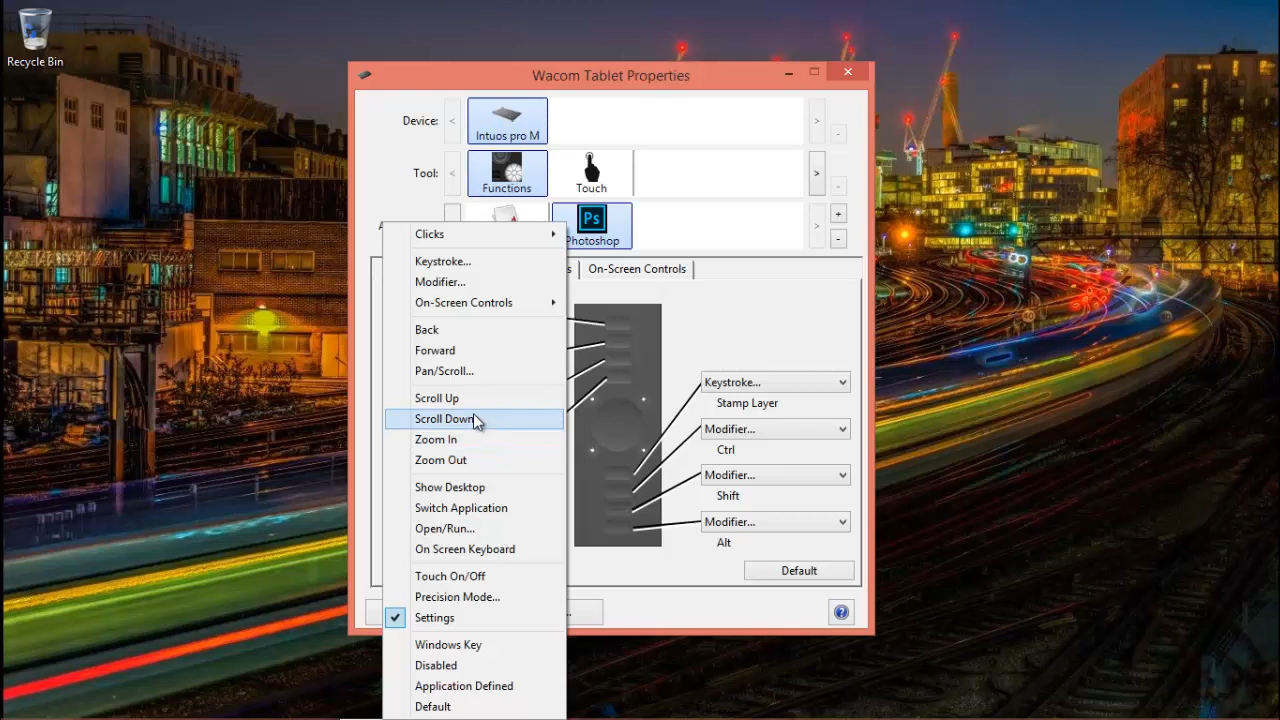 Recycle Bin
Wacom Tablet Properties
Device:
<
Intuos pro M
>
-
Tool:
<
Functions
Touch
>
-
Ps
Photoshop
>
+
-
Clicks
Keystroke...
Modifier...
On-Screen Controls
Back
Forward
Pan/Scroll...
Scroll Up
Scroll Down
Zoom In
Zoom Out
Show Desktop
Switch Application
Open/Run...
On Screen Keyboard
Touch On/Off
Precision Mode...
Settings
Windows Key
Disabled
Application Defined
Default
On-Screen Controls
Keystroke...
Stamp Layer
Modifier...
Ctrl
Modifier...
Shift
Modifier...
Alt
Default
?